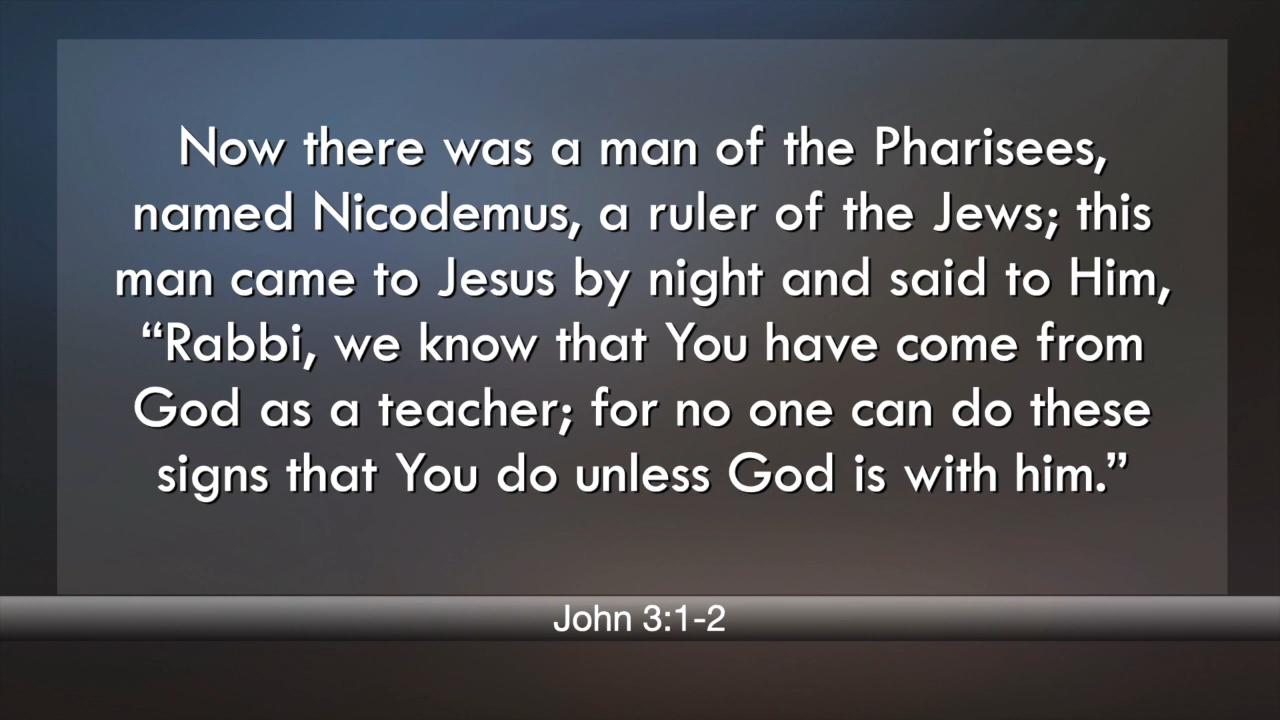 Now there was a man of the Pharisees,
named Nicodemus, a ruler of the Jews; this
man came to Jesus by night and said to Him,
“Rabbi, we know that You have come from
God as a teacher; for no one can do these
signs that You do unless God is with him.”
John 3:1-2